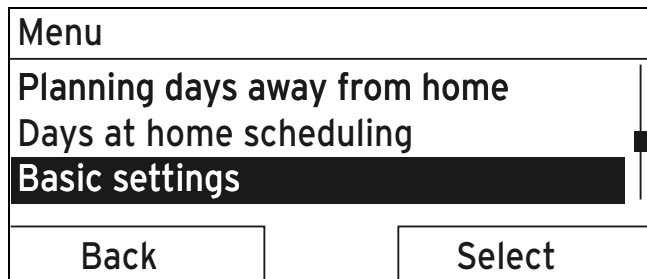 Menu
Planning days away from home
Days at home scheduling
Basic settings
Back Select